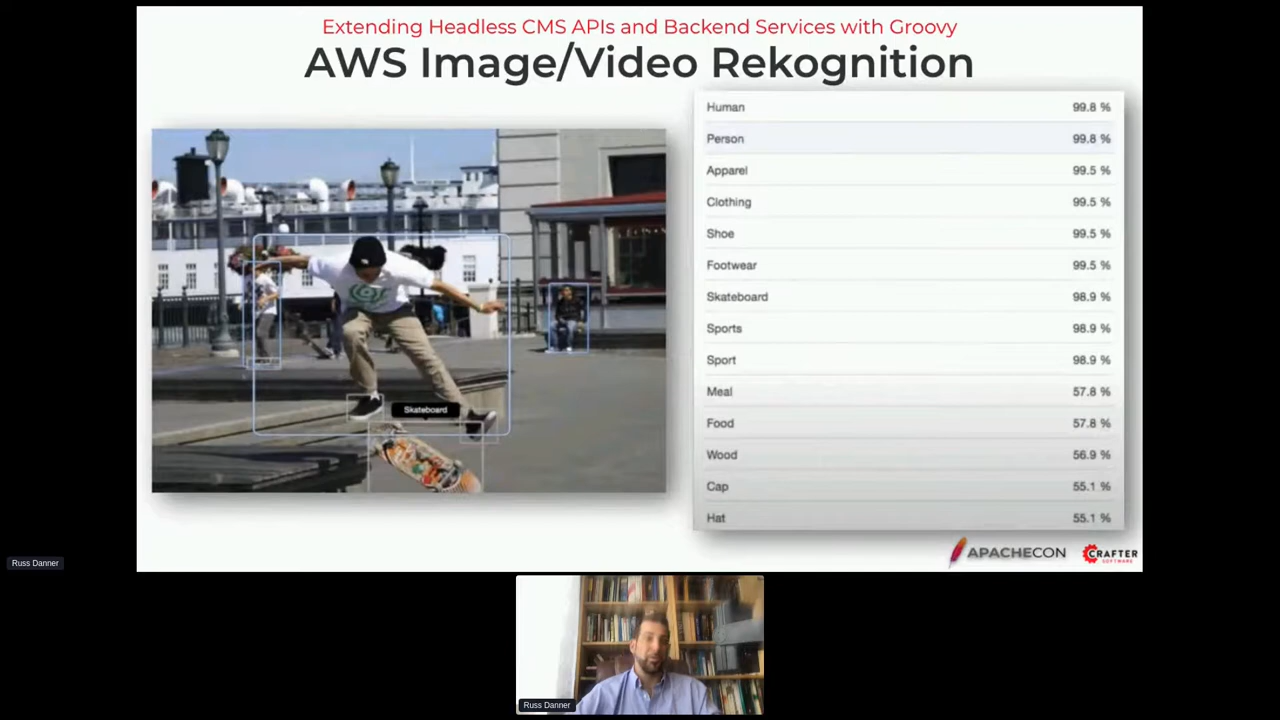 Extending Headless CMS APIs and Backend Services with Groovy
AWS Image/Video Rekognition
Human 99.8 %
Person 99.8 %
Apparel 99.5 %
Clothing 99.5 %
Shoe 99.5 %
Footwear 99.5 %
Skateboard 98.9 %
Sports 98.9 %
Sport 98.9 %
Meal 57.8 %
Food 57.8 %
Wood 56.9 %
Cap 55.1 %
Hat 55.1 %
Skateboard
APACHECON
CRAFTER
SOFTWARE
Russ Danner
Russ Danner